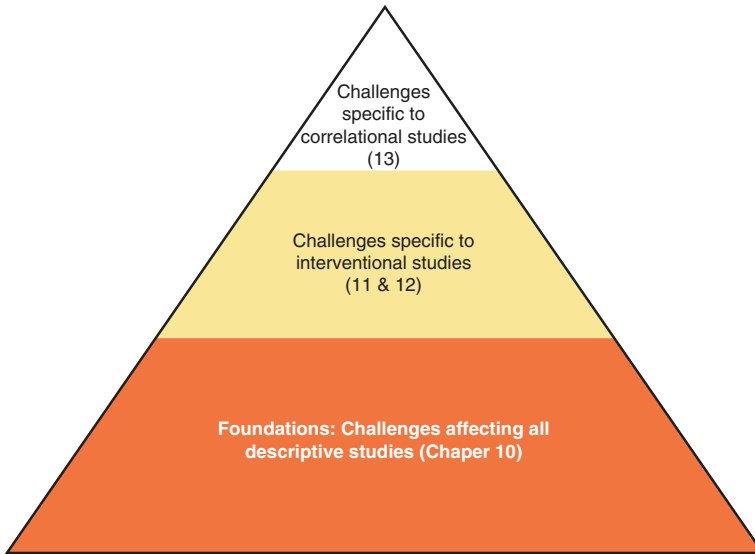 Challenges
specific to
correlational studies
(13)
Challenges specific to
interventional studies
(11 & 12)
Foundations: Challenges affecting all
descriptive studies (Chaper 10)